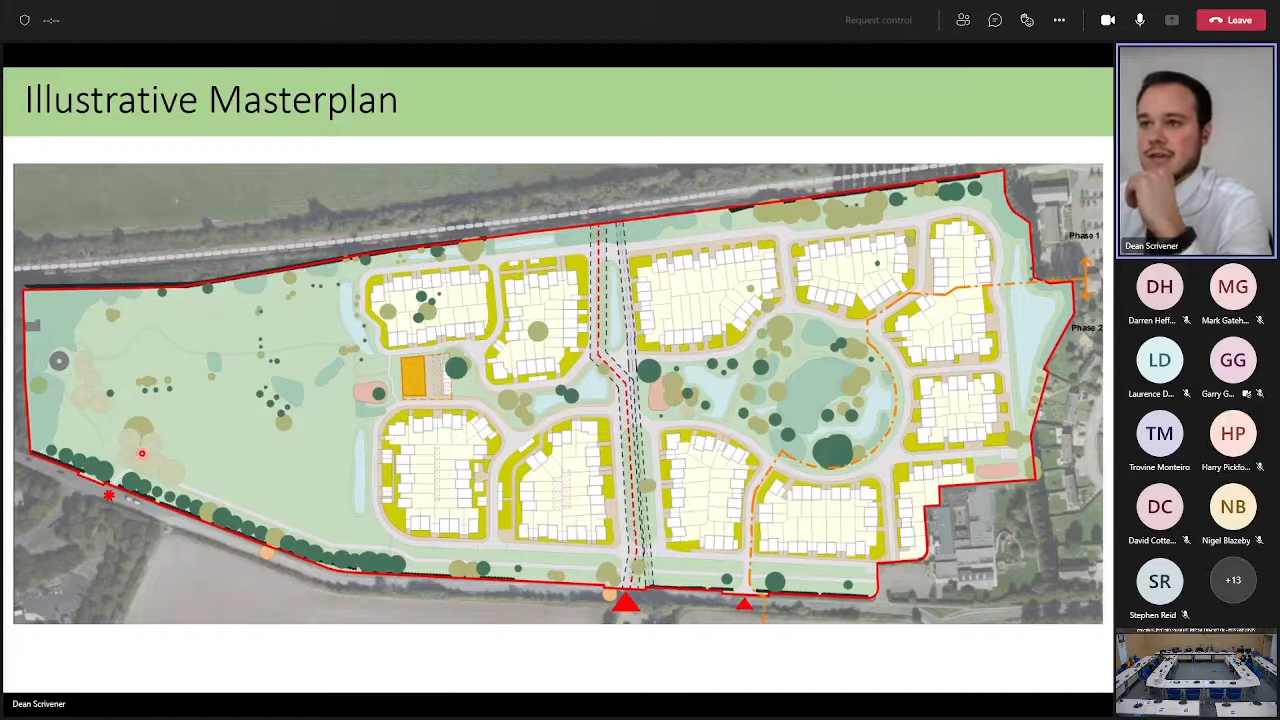 --:--
Request control
Leave
Illustrative Masterplan
Phase 1
Phase 2
Dean Scrivener
DH
MG
Darren Heff...
Mark Gateh...
LD
GG
Laurence D...
Garry G...
TM
HP
Trovine Monteiro
Harry Pickfo...
DC
NB
David Cotte...
Nigel Blazeby
SR
+13
Stephen Reid
Dean Scrivener